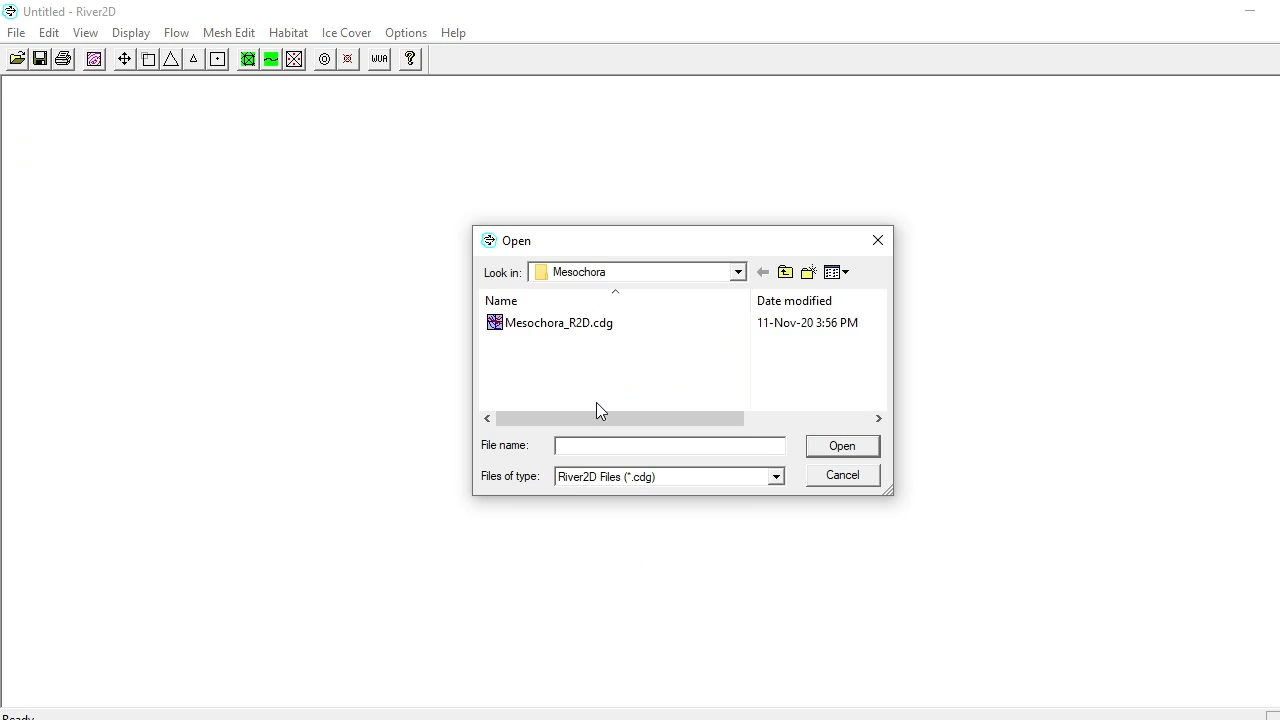 Untitled - River2D
File Edit View Display Flow Mesh Edit Habitat Ice Cover Options Help
WUA ?
Open
Look in: Mesochora
Name Date modified
Mesochora_R2D.cdg 11-Nov-20 3:56 PM
File name: Open
Files of type: River2D Files (*.cdg) Cancel
Ready